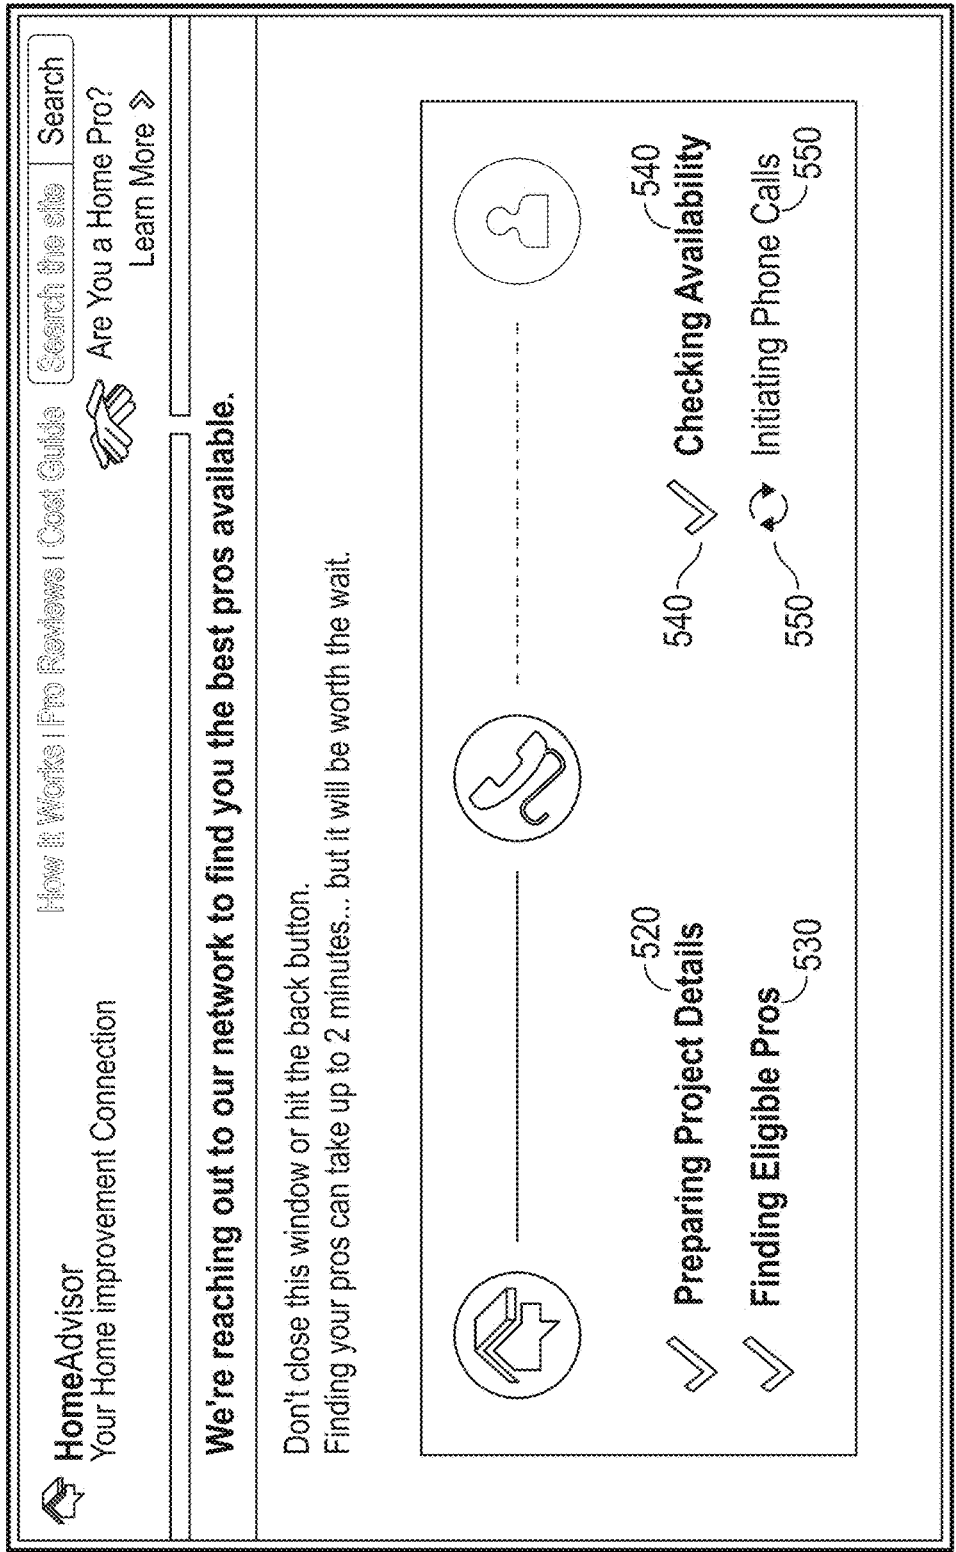 HomeAdvisor
Your Home improvement Connection
How It Works | Pro Reviews | Cost Guide
Search the site | Search
Are You a Home Pro?
Learn More »
We're reaching out to our network to find you the best pros available.
Don't close this window or hit the back button.
Finding your pros can take up to 2 minutes... but it will be worth the wait.
520
Preparing Project Details
Finding Eligible Pros
530
540
540
Checking Availability
550
Initiating Phone Calls
550